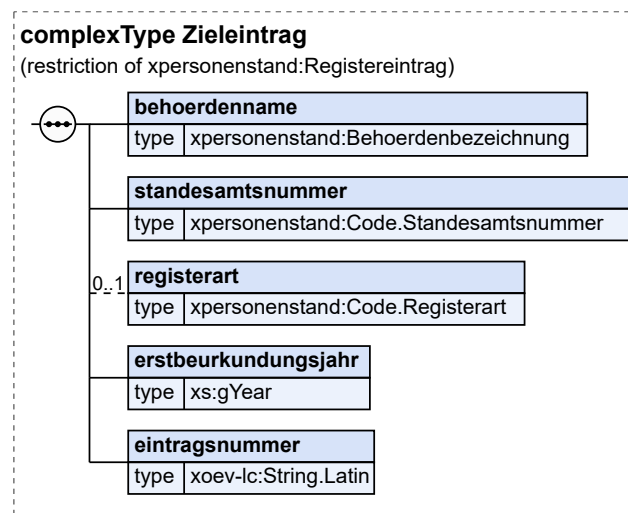 complexType Zieleintrag
(restriction of xpersonenstand:Registereintrag)
behoerdenname
type xpersonenstand:Behoerdenbezeichnung
standesamtsnummer
type xpersonenstand:Code.Standesamtsnummer
0..1
registerart
type xpersonenstand:Code.Registerart
erstbeurkundungsjahr
type xs:gYear
eintragsnummer
type xoev-lc:String.Latin